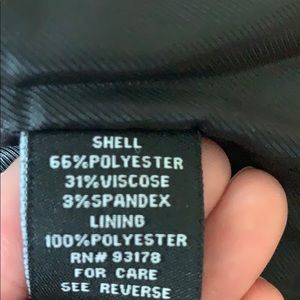 SHELL
66%POLYESTER
31%VISCOSE
3%SPANDEX
LINING
100%POLYESTER
RN# 93178
FOR CARE
SEE REVERSE